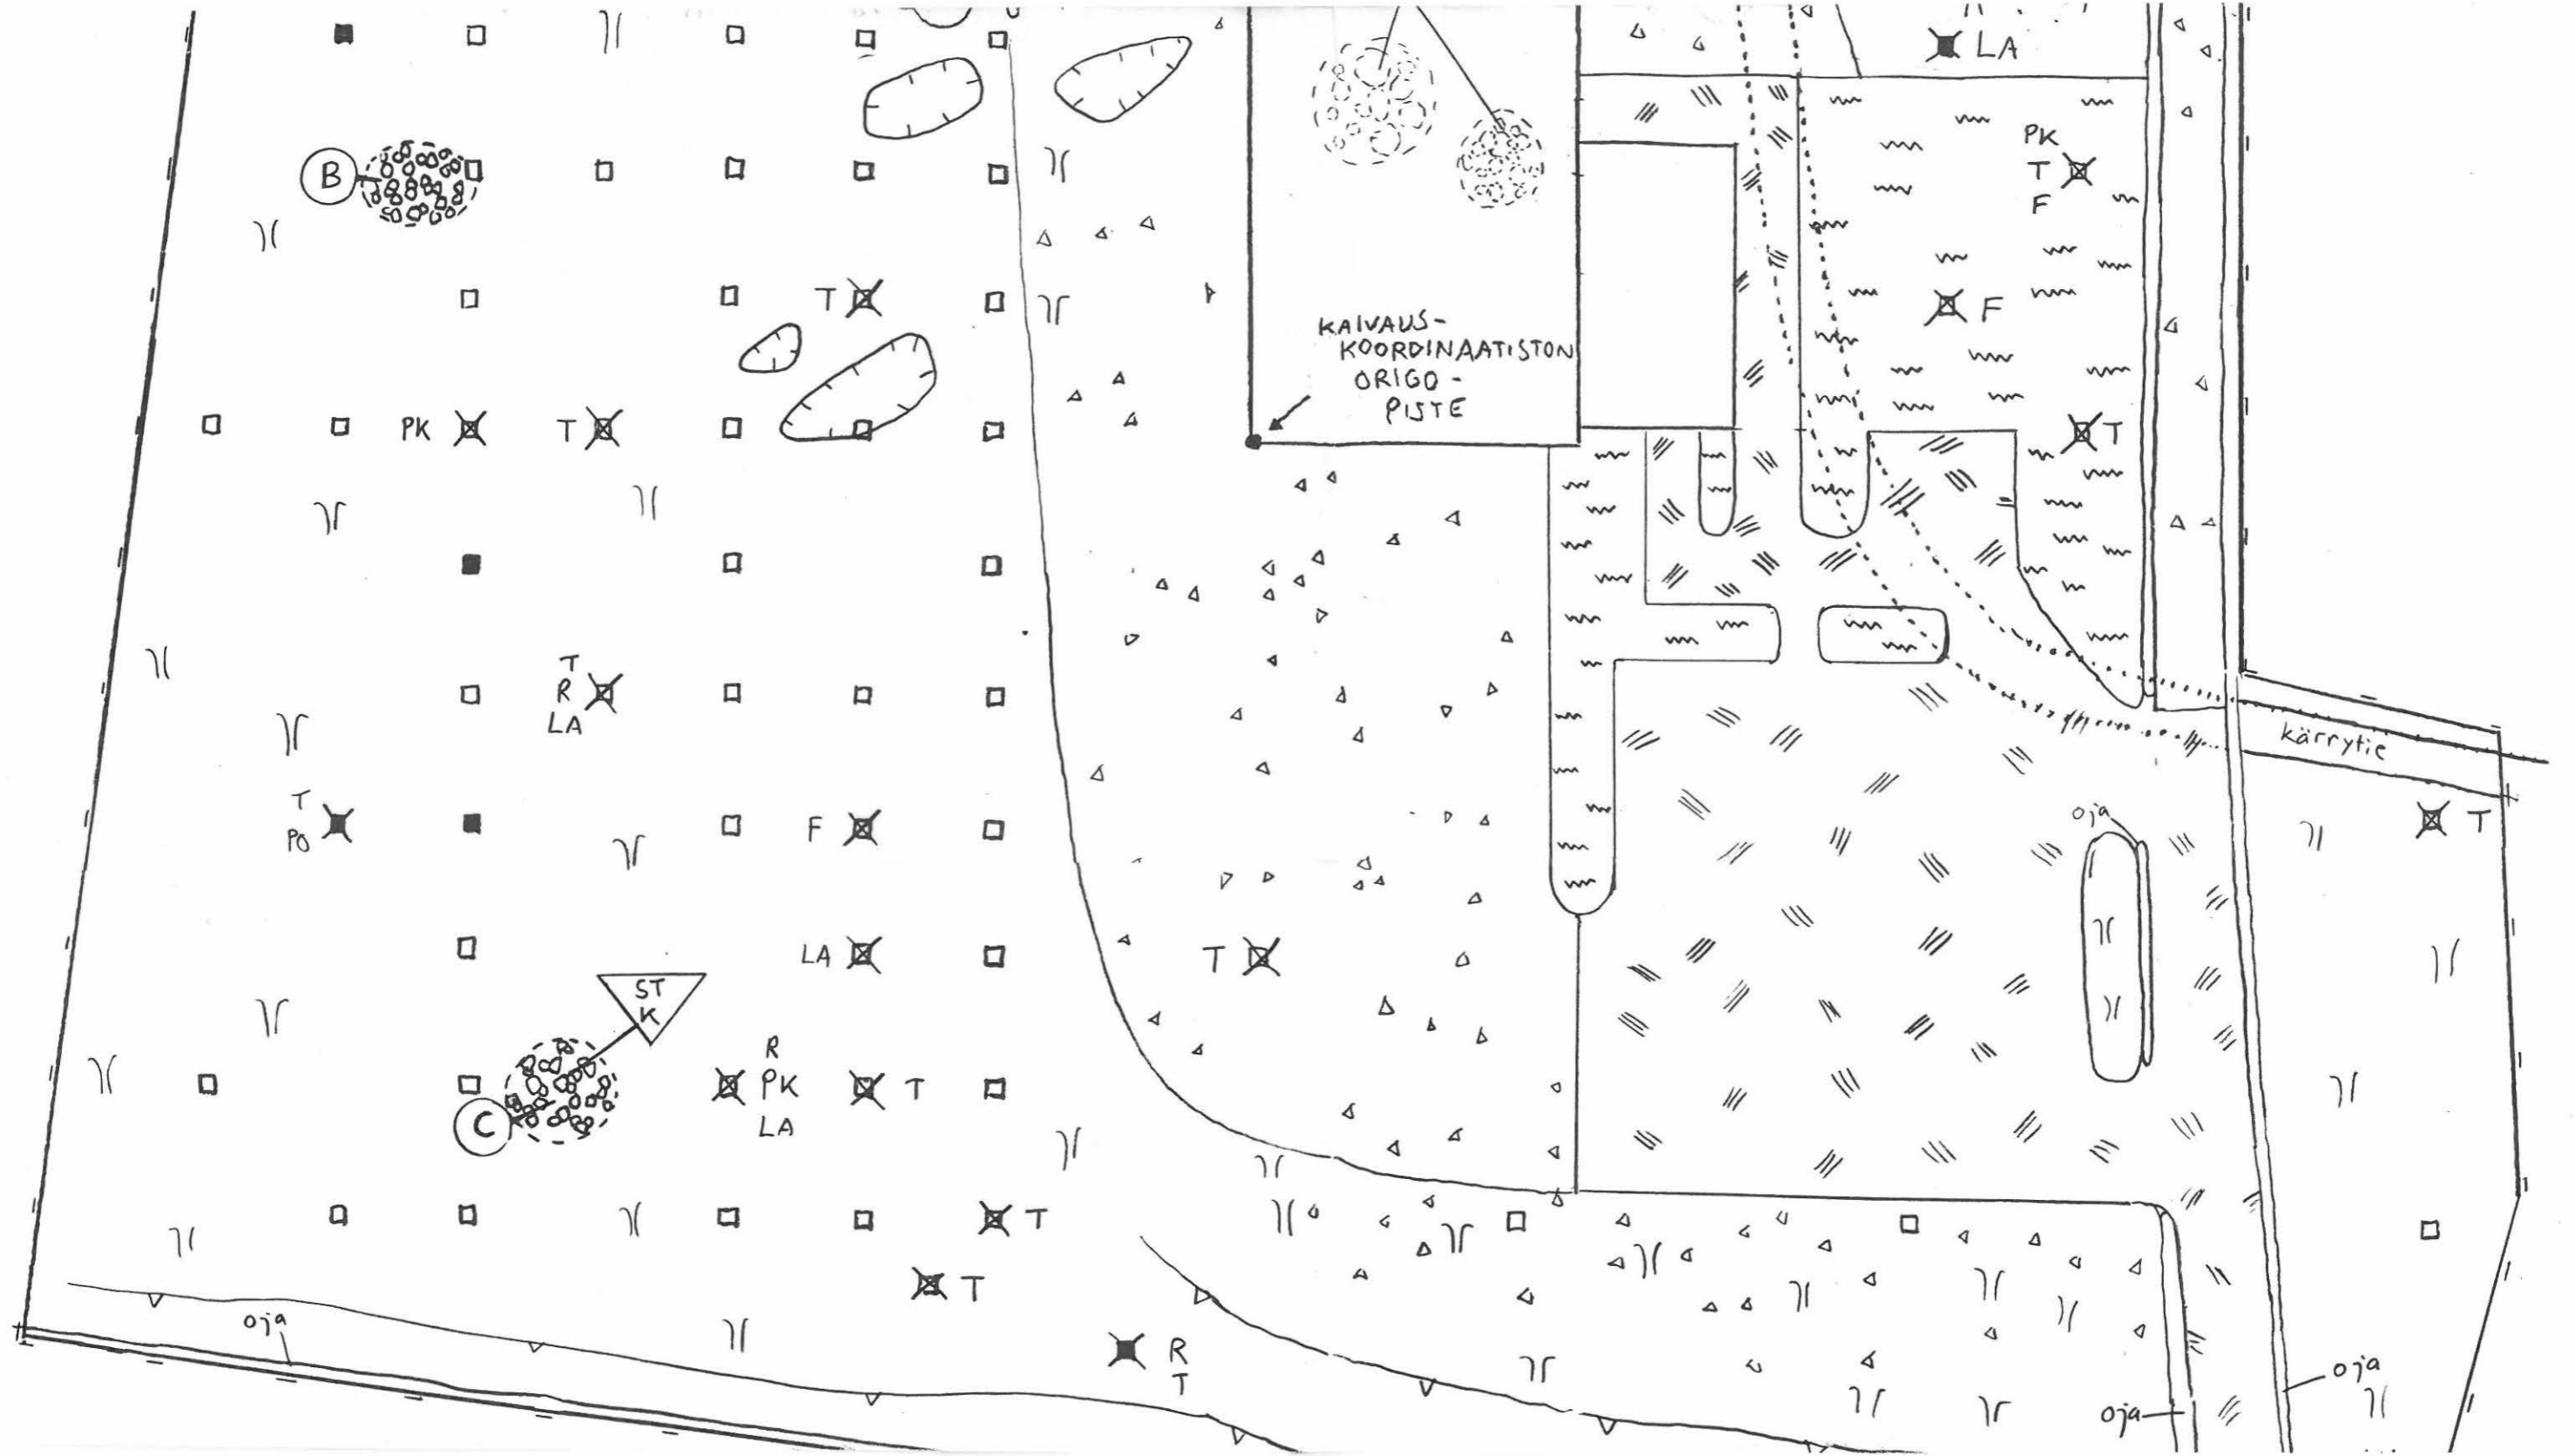 LA
B
PK
T
F
T
F
KAIVAUS-
KOORDINAATISTON
ORIGO-
PISTE
PK
T
T
T
R
LA
kärrytie
T
PO
F
oja
T
LA
T
ST
K
R
PK
LA
T
C
T
T
oja
R
T
oja
oja